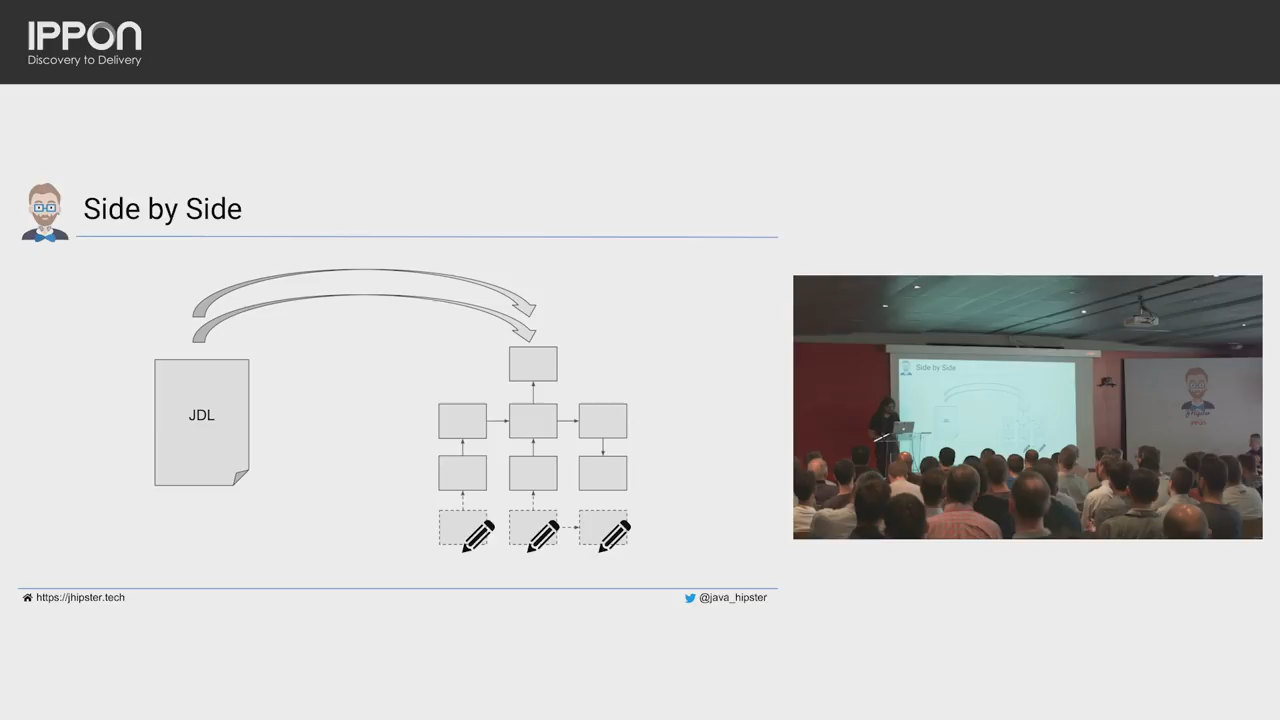 IPPON
Discovery to Delivery
Side by Side
JDL
https://jhipster.tech
@java_hipster
Side by Side